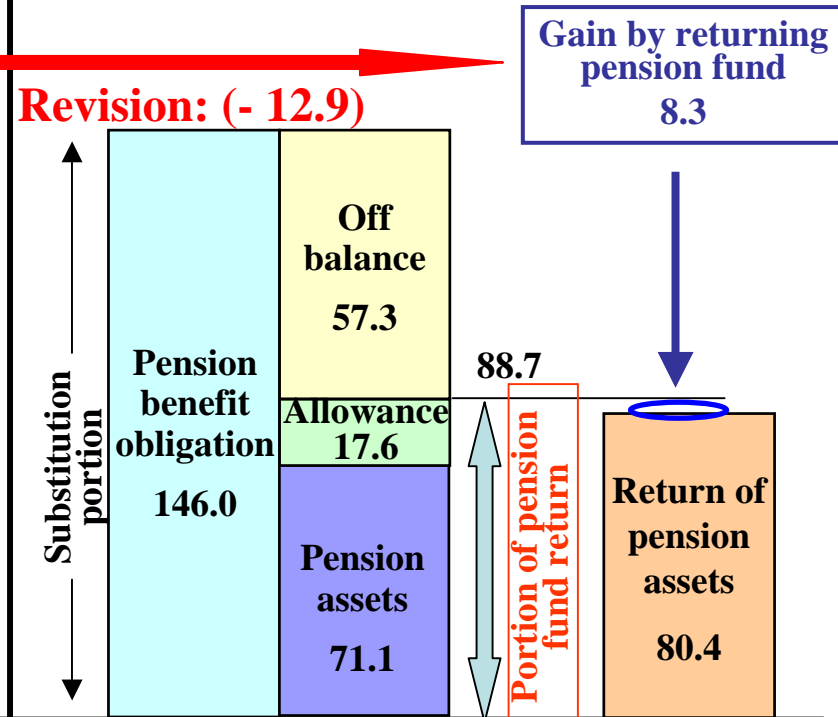 Gain by returning
pension fund
8.3
Revision: (- 12.9)
Substitution
portion
Pension
benefit
obligation
146.0
Off
balance
57.3
Allowance
17.6
Pension
assets
71.1
88.7
Portion of pension
fund return
Return of
pension
assets
80.4